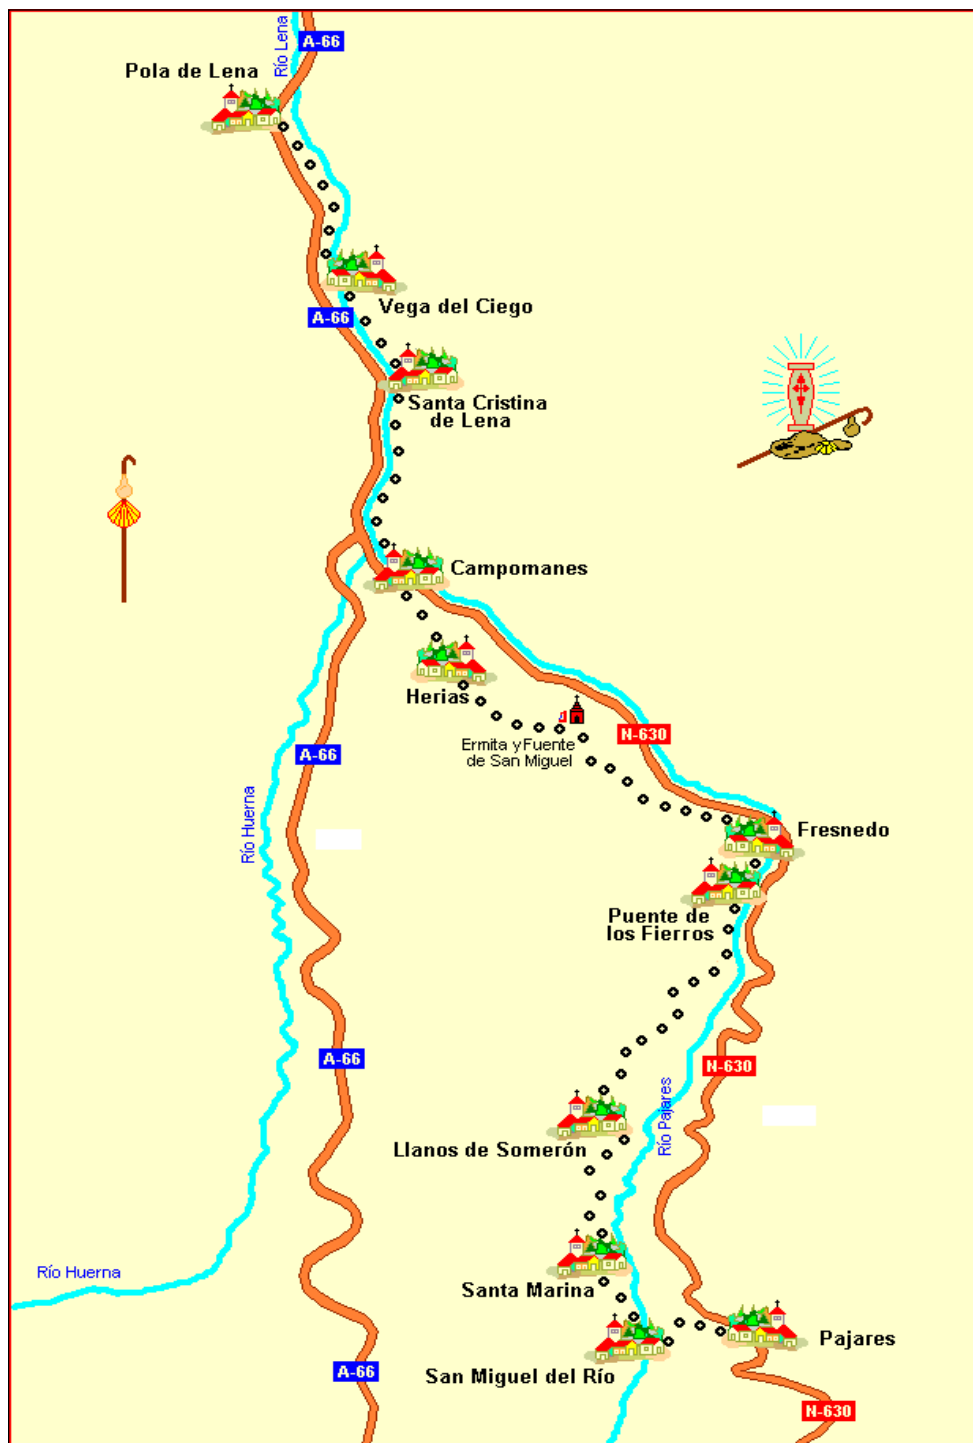 Río Lena
A-66
Pola de Lena
Vega del Ciego
A-66
Santa Cristina
de Lena
Campomanes
Herias
Ermita y Fuente
de San Miguel
N-630
A-66
Río Huerna
Fresnedo
Puente de
los Fierros
A-66
N-630
Río Pajares
Llanos de Somerón
Río Huerna
Santa Marina
Pajares
San Miguel del Río
A-66
N-630